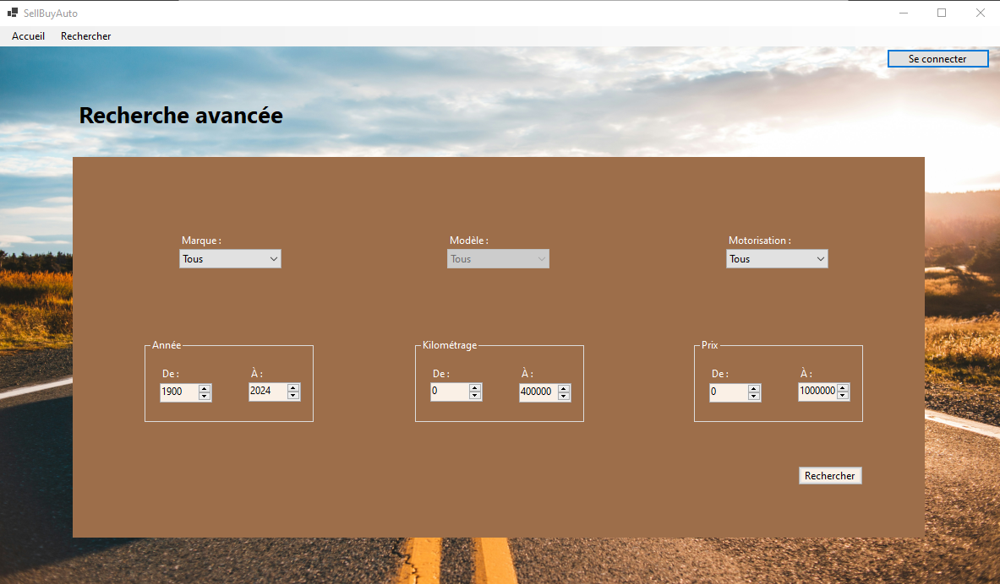 SellBuyAuto
Accueil Rechercher
Se connecter
Recherche avancée
Marque : Modèle : Motorisation :
Tous Tous Tous
Année Kilométrage Prix
De : À : De : À : De : À :
1900 2024 0 400000 0 1000000
Rechercher